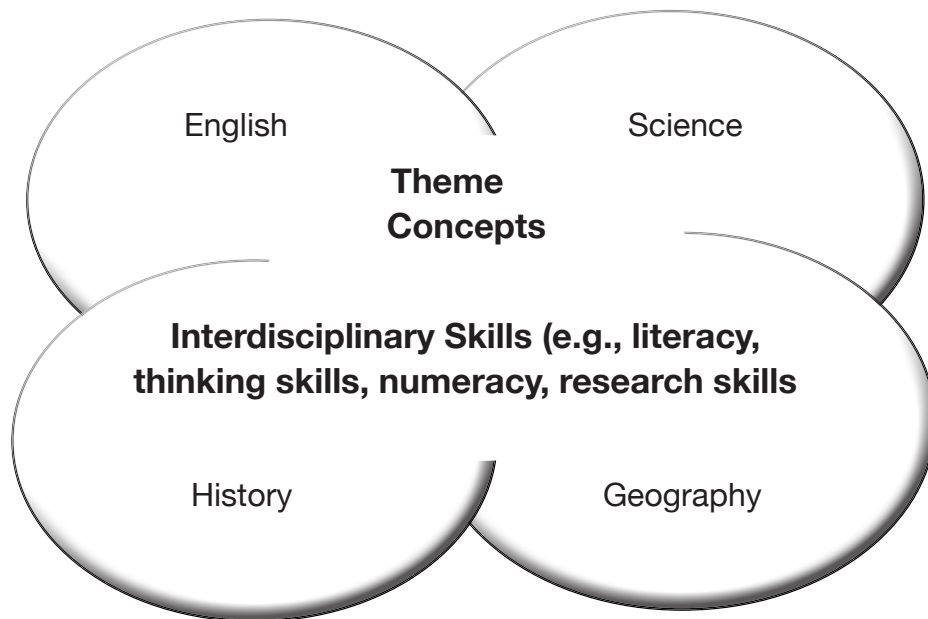 English
Science
Theme
Concepts
Interdisciplinary Skills (e.g., literacy,
thinking skills, numeracy, research skills
History
Geography